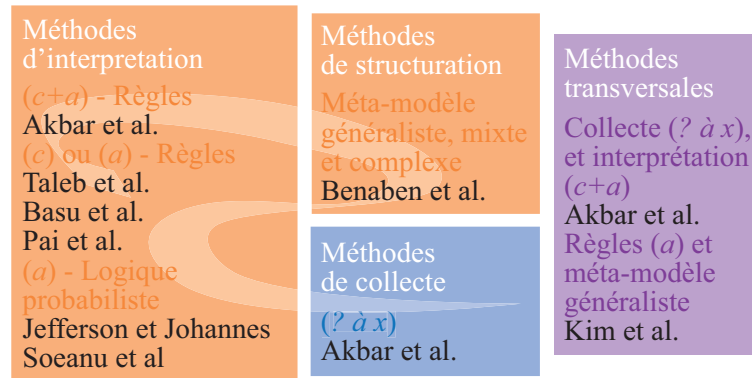 Méthodes
d’interpretation
(c+a) - Règles
Akbar et al.
(c) ou (a) - Règles
Taleb et al.
Basu et al.
Pai et al.
(a) - Logique
probabiliste
Jefferson et Johannes
Soeanu et al
Méthodes
de structuration
Méta-modèle
généraliste, mixte
et complexe
Benaben et al.
Méthodes
de collecte
(? à x)
Akbar et al.
Méthodes
transversales
Collecte (? à x),
et interprétation
(c+a)
Akbar et al.
Règles (a) et
méta-modèle
généraliste
Kim et al.